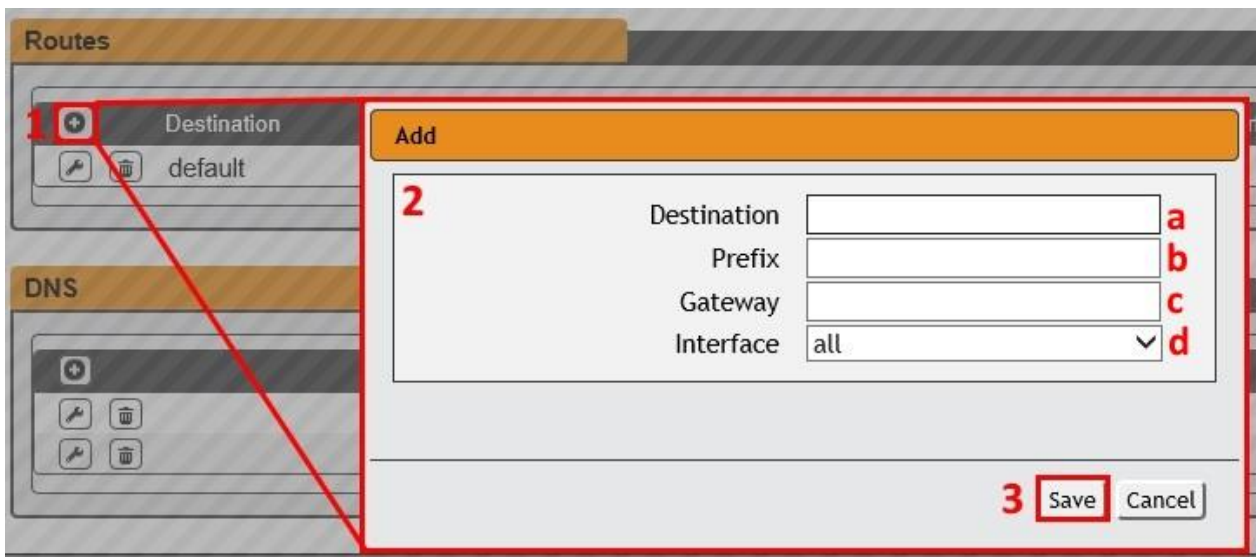 Routes
1 Destination
default
Add
2
Destination a
Prefix b
Gateway c
Interface all d
DNS
3 Save Cancel